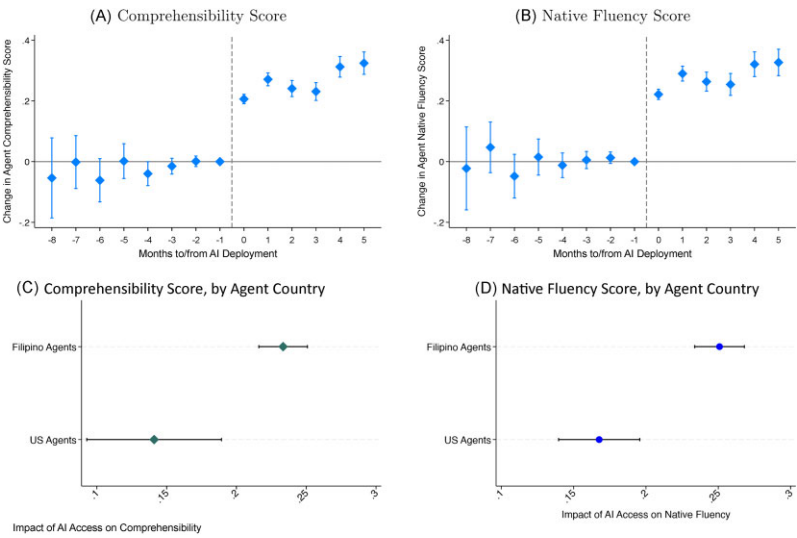 (A) Comprehensibility Score
Change in Agent Comprehensibility Score
.4
.2
0
-.2
-8 -7 -6 -5 -4 -3 -2 -1 0 1 2 3 4 5
Months to/from AI Deployment
(B) Native Fluency Score
Change in Agent Native Fluency Score
.4
.2
0
-.2
-8 -7 -6 -5 -4 -3 -2 -1 0 1 2 3 4 5
Months to/from AI Deployment
(C) Comprehensibility Score, by Agent Country
Filipino Agents
US Agents
.1 .15 .2 .25 .3
Impact of AI Access on Comprehensibility
(D) Native Fluency Score, by Agent Country
Filipino Agents
US Agents
.1 .15 .2 .25 .3
Impact of AI Access on Native Fluency